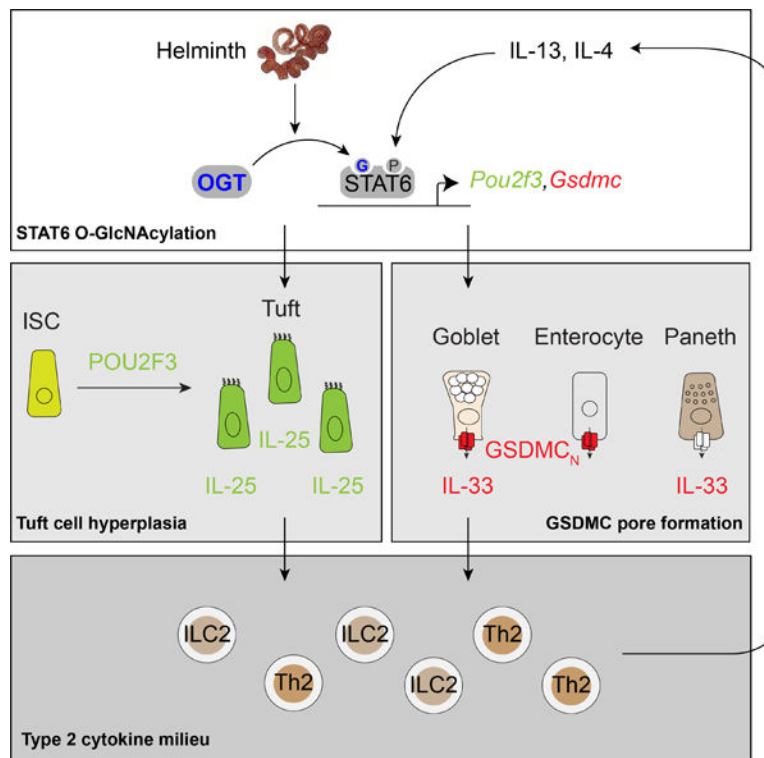 Helminth
IL-13, IL-4
G
P
OGT
STAT6
Pou2f3,Gsdmc
STAT6 O-GlcNAcylation
ISC
POU2F3
Tuft
IL-25
IL-25
IL-25
Tuft cell hyperplasia
Goblet
Enterocyte
Paneth
GSDMCN
IL-33
IL-33
GSDMC pore formation
ILC2
ILC2
Th2
Th2
ILC2
Th2
Type 2 cytokine milieu